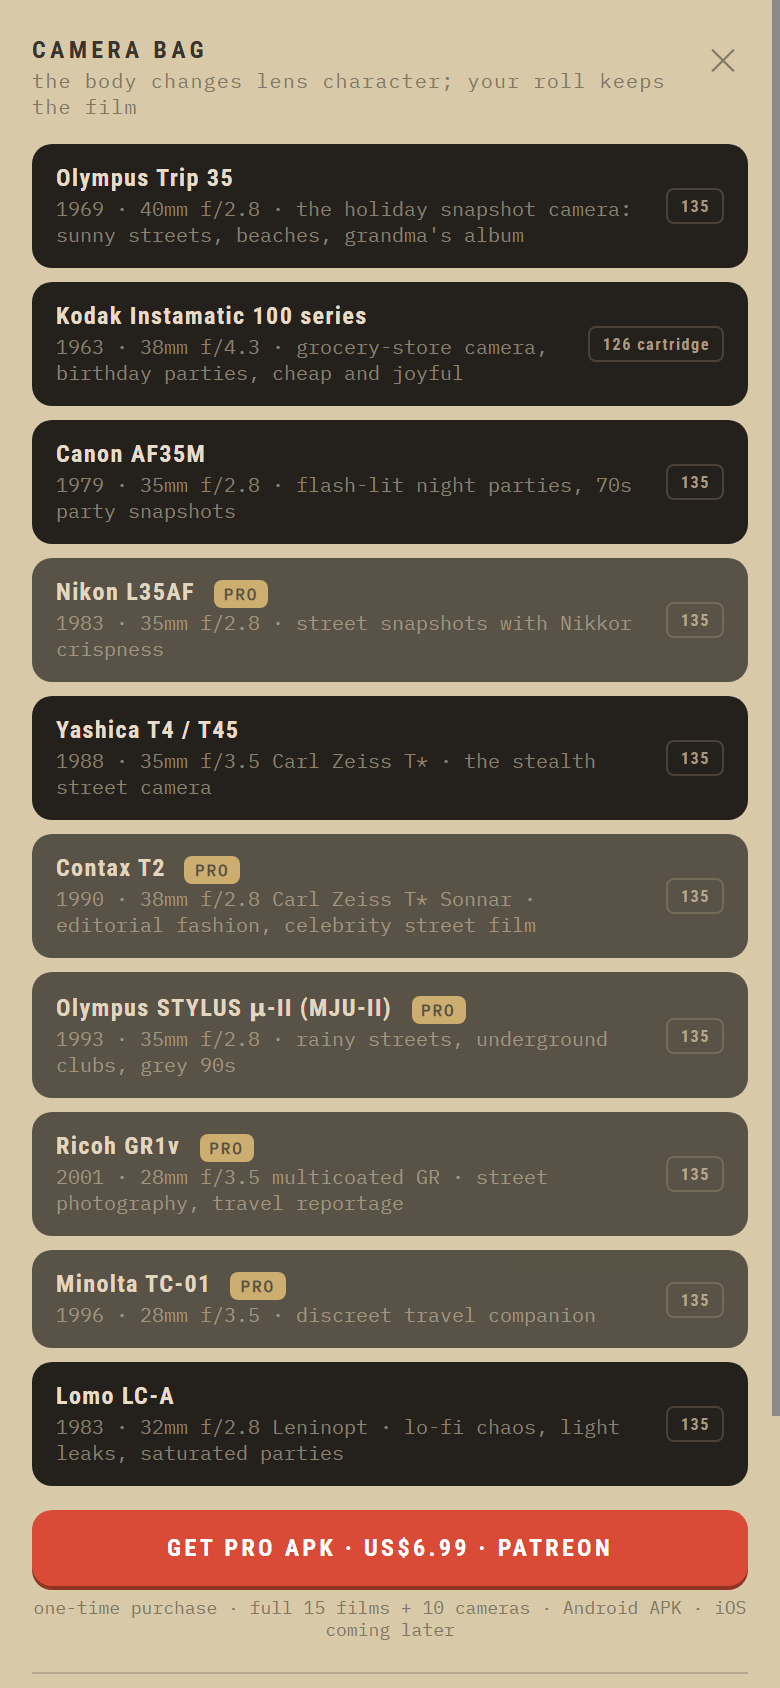 CAMERA BAG
the body changes lens character; your roll keeps
the film
Olympus Trip 35
1969 · 40mm f/2.8 · the holiday snapshot camera:
sunny streets, beaches, grandma's album
135
Kodak Instamatic 100 series
1963 · 38mm f/4.3 · grocery-store camera,
birthday parties, cheap and joyful
126 cartridge
Canon AF35M
1979 · 35mm f/2.8 · flash-lit night parties, 70s
party snapshots
135
Nikon L35AF PRO
1983 · 35mm f/2.8 · street snapshots with Nikkor
crispness
135
Yashica T4 / T45
1988 · 35mm f/3.5 Carl Zeiss T★ · the stealth
street camera
135
Contax T2 PRO
1990 · 38mm f/2.8 Carl Zeiss T★ Sonnar ·
editorial fashion, celebrity street film
135
Olympus STYLUS μ-II (MJU-II) PRO
1993 · 35mm f/2.8 · rainy streets, underground
clubs, grey 90s
135
Ricoh GR1v PRO
2001 · 28mm f/3.5 multicoated GR · street
photography, travel reportage
135
Minolta TC-01 PRO
1996 · 28mm f/3.5 · discreet travel companion
135
Lomo LC-A
1983 · 32mm f/2.8 Leninopt · lo-fi chaos, light
leaks, saturated parties
135
GET PRO APK · US$6.99 · PATREON
one-time purchase · full 15 films + 10 cameras · Android APK · iOS
coming later